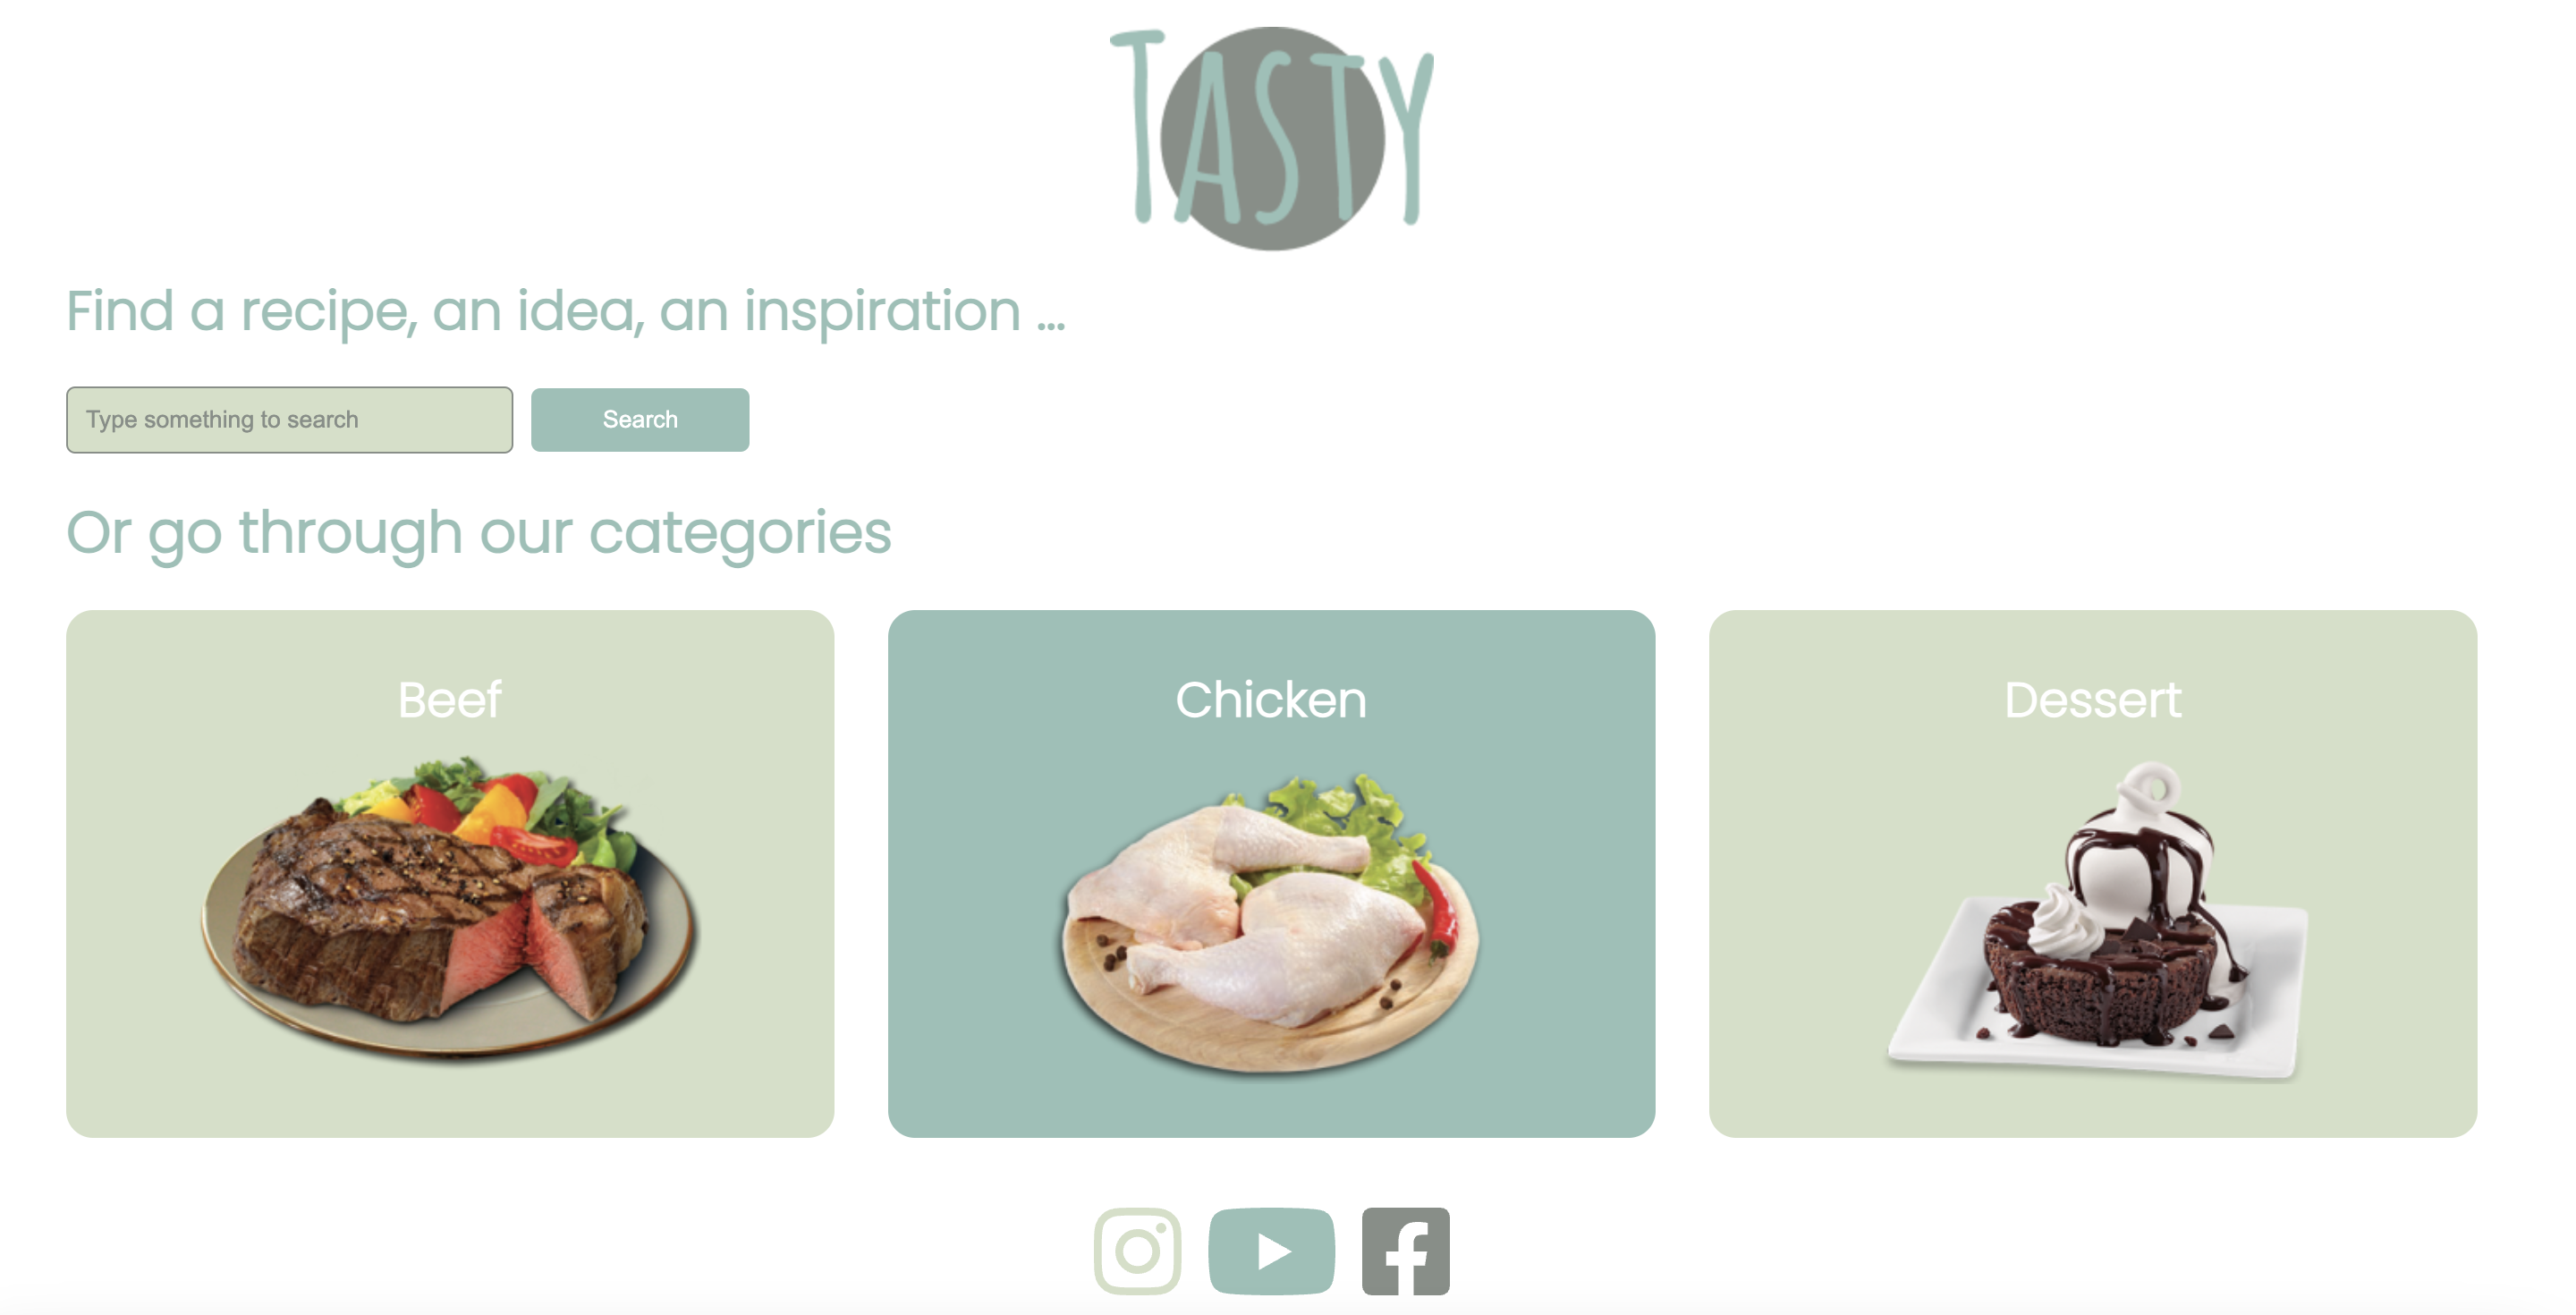 TASTY
Find a recipe, an idea, an inspiration ...
Type something to search
Search
Or go through our categories
Beef
Chicken
Dessert